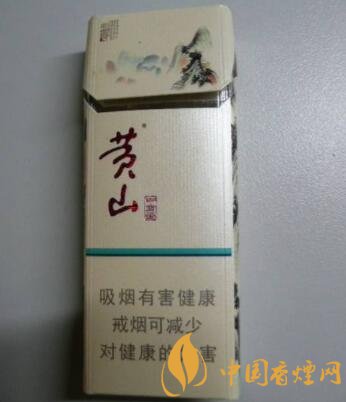 黄山
吸烟有害健康
戒烟可减少
对健康的 害
中国香烟网